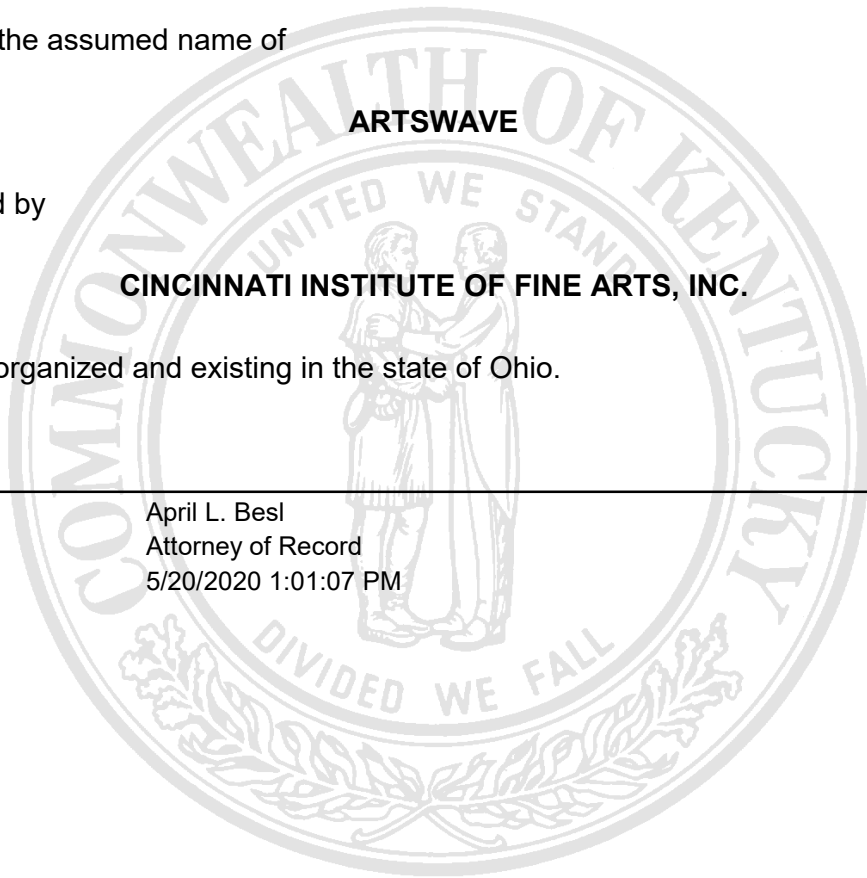 the assumed name of
ARTSWAVE
d by
CINCINNATI INSTITUTE OF FINE ARTS, INC.
organized and existing in the state of Ohio.
April L. Besl
Attorney of Record
5/20/2020 1:01:07 PM
COMMONWEALTH OF KENTUCKY
UNITED WE STAND
DIVIDED WE FALL